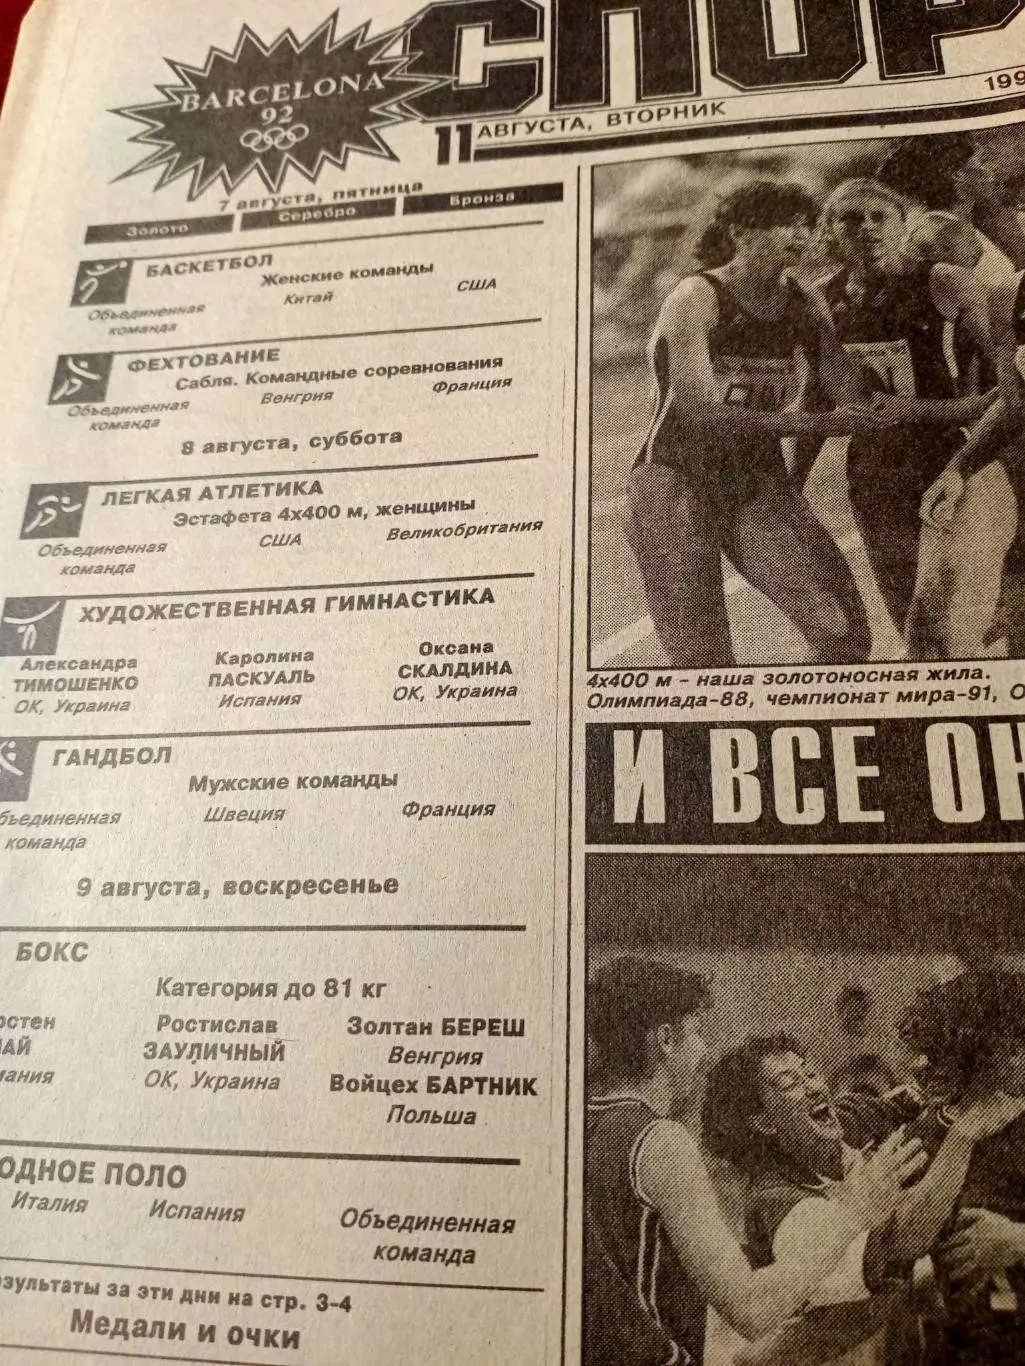 BARCELONA
92
СПОР
11 АВГУСТА, ВТОРНИК
199
7 августа, пятница
Золото Серебро Бронза
БАСКЕТБОЛ
Женские команды
Объединенная Китай США
команда
ФЕХТОВАНИЕ
Сабля. Командные соревнования
Объединенная Венгрия Франция
команда
8 августа, суббота
ЛЕГКАЯ АТЛЕТИКА
Эстафета 4х400 м, женщины
Объединенная США Великобритания
команда
ХУДОЖЕСТВЕННАЯ ГИМНАСТИКА
Александра Каролина Оксана
ТИМОШЕНКО ПАСКУАЛЬ СКАЛДИНА
ОК, Украина Испания ОК, Украина
ГАНДБОЛ
Мужские команды
бъединенная Швеция Франция
команда
9 августа, воскресенье
БОКС
Категория до 81 кг
рстен Ростислав Золтан БЕРЕШ
МАЙ ЗАУЛИЧНЫЙ Венгрия
мания ОК, Украина Войцех БАРТНИК
Польша
ОДНОЕ ПОЛО
Италия Испания Объединенная
команда
езультаты за эти дни на стр. 3-4
Медали и очки
4х400 м - наша золотоносная жила.
Олимпиада-88, чемпионат мира-91, О
И ВСЕ ОН